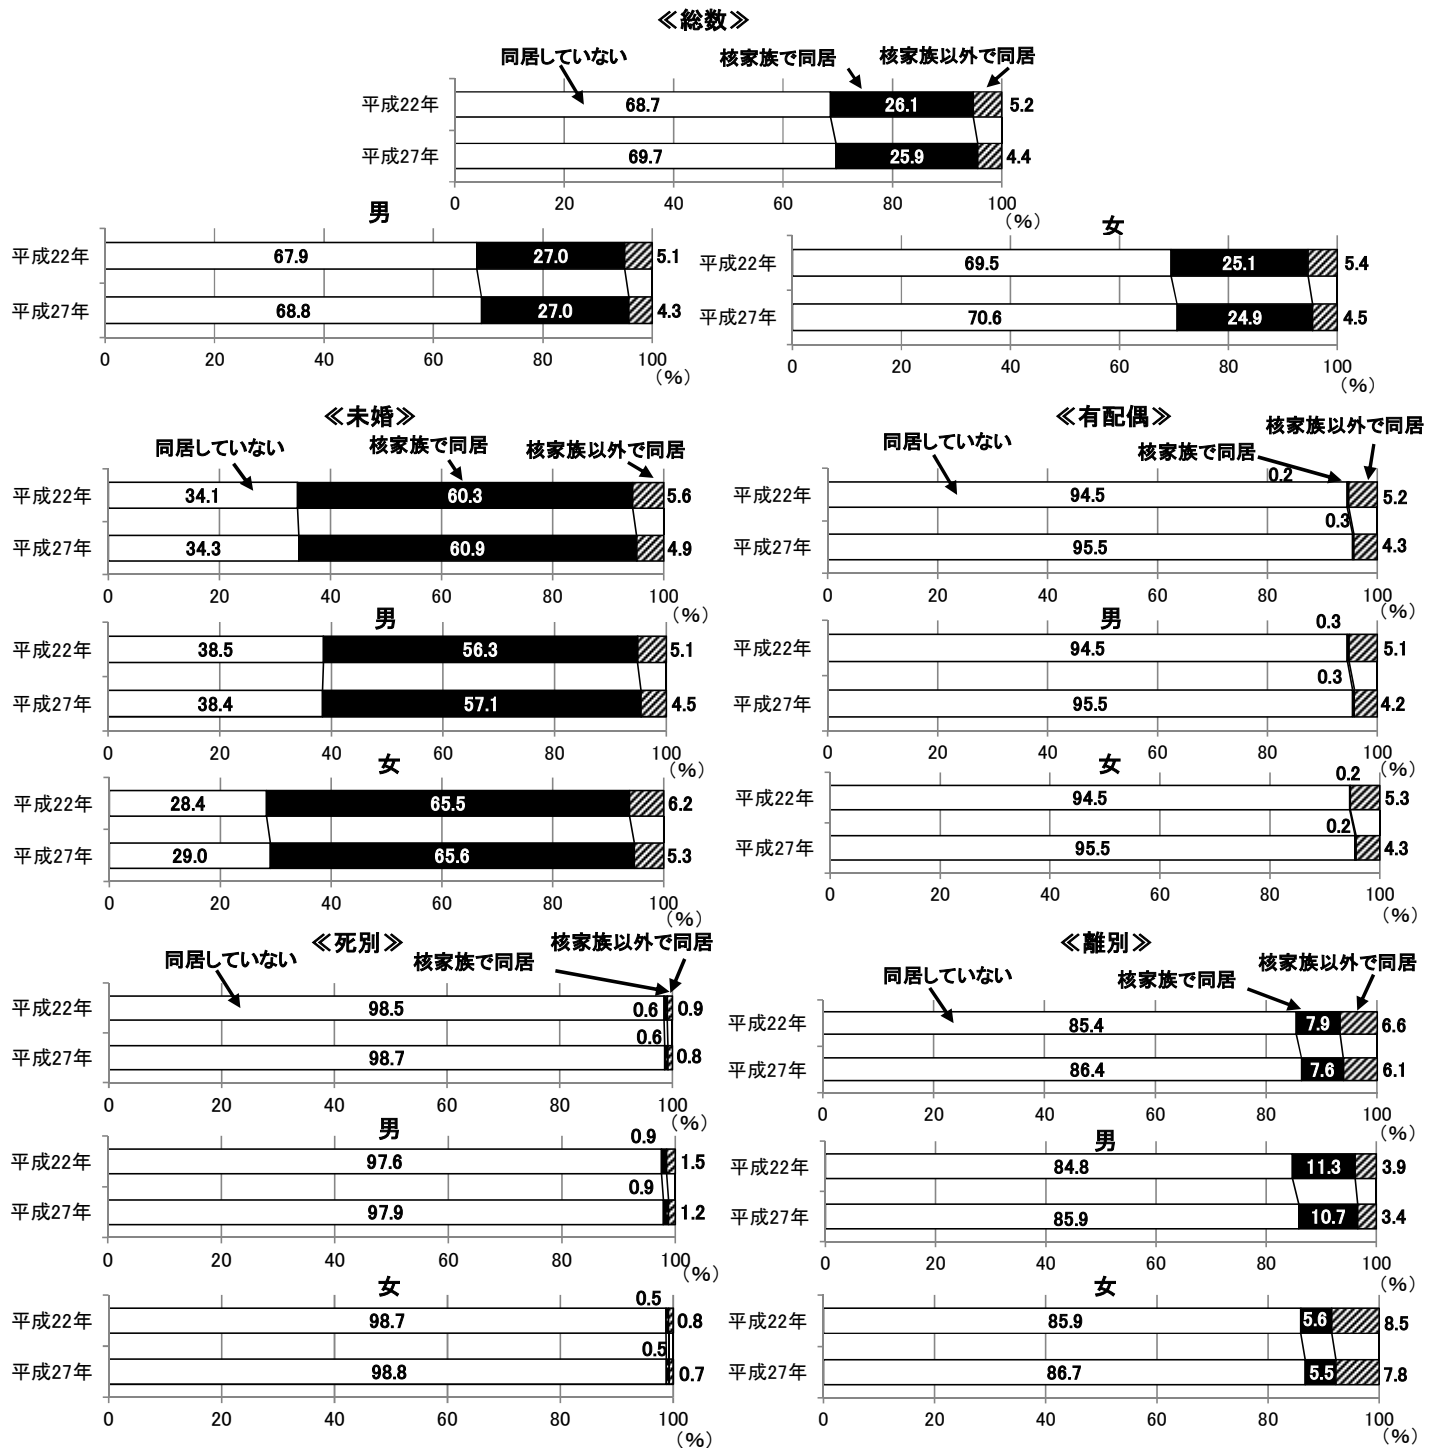 ≪総数≫
同居していない 核家族で同居 核家族以外で同居
平成22年 68.7 26.1 5.2
平成27年 69.7 25.9 4.4
0 20 40 60 80 100
(%)
男
平成22年 67.9 27.0 5.1
平成27年 68.8 27.0 4.3
0 20 40 60 80 100
(%)
女
平成22年 69.5 25.1 5.4
平成27年 70.6 24.9 4.5
0 20 40 60 80 100
(%)
≪未婚≫
同居していない 核家族で同居 核家族以外で同居
平成22年 34.1 60.3 5.6
平成27年 34.3 60.9 4.9
0 20 40 60 80 100
(%)
男
平成22年 38.5 56.3 5.1
平成27年 38.4 57.1 4.5
0 20 40 60 80 100
(%)
女
平成22年 28.4 65.5 6.2
平成27年 29.0 65.6 5.3
0 20 40 60 80 100
(%)
≪有配偶≫
同居していない 核家族で同居 核家族以外で同居
0.2
平成22年 94.5 5.2
0.3
平成27年 95.5 4.3
0 20 40 60 80 100
(%)
男
0.3
平成22年 94.5 5.1
0.3
平成27年 95.5 4.2
0 20 40 60 80 100
(%)
女
0.2
平成22年 94.5 5.3
0.2
平成27年 95.5 4.3
0 20 40 60 80 100
(%)
≪死別≫
同居していない 核家族で同居 核家族以外で同居
平成22年 98.5 0.6 0.9
0.6
平成27年 98.7 0.8
0 20 40 60 80 100
(%)
男
0.9
平成22年 97.6 1.5
0.9
平成27年 97.9 1.2
0 20 40 60 80 100
(%)
女
0.5
平成22年 98.7 0.8
0.5
平成27年 98.8 0.7
0 20 40 60 80 100
(%)
≪離別≫
同居していない 核家族で同居 核家族以外で同居
平成22年 85.4 7.9 6.6
平成27年 86.4 7.6 6.1
0 20 40 60 80 100
(%)
男
平成22年 84.8 11.3 3.9
平成27年 85.9 10.7 3.4
0 20 40 60 80 100
(%)
女
平成22年 85.9 5.6 8.5
平成27年 86.7 5.5 7.8
0 20 40 60 80 100
(%)